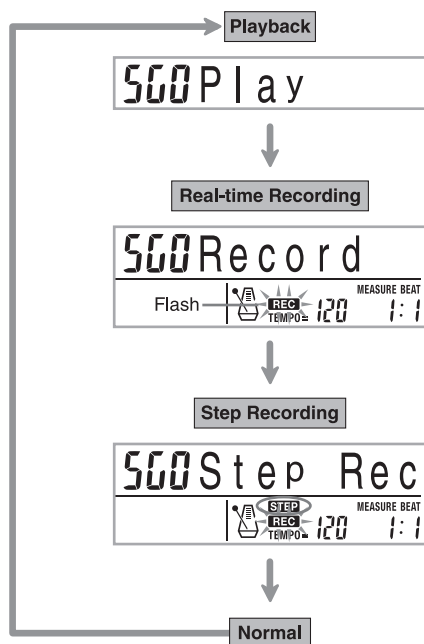 Playback
SG0Play
Real-time Recording
SG0Record
Flash
REC
MEASURE BEAT
TEMPO= 120 1:1
Step Recording
SG0Step Rec
STEP
REC
MEASURE BEAT
TEMPO= 120 1:1
Normal